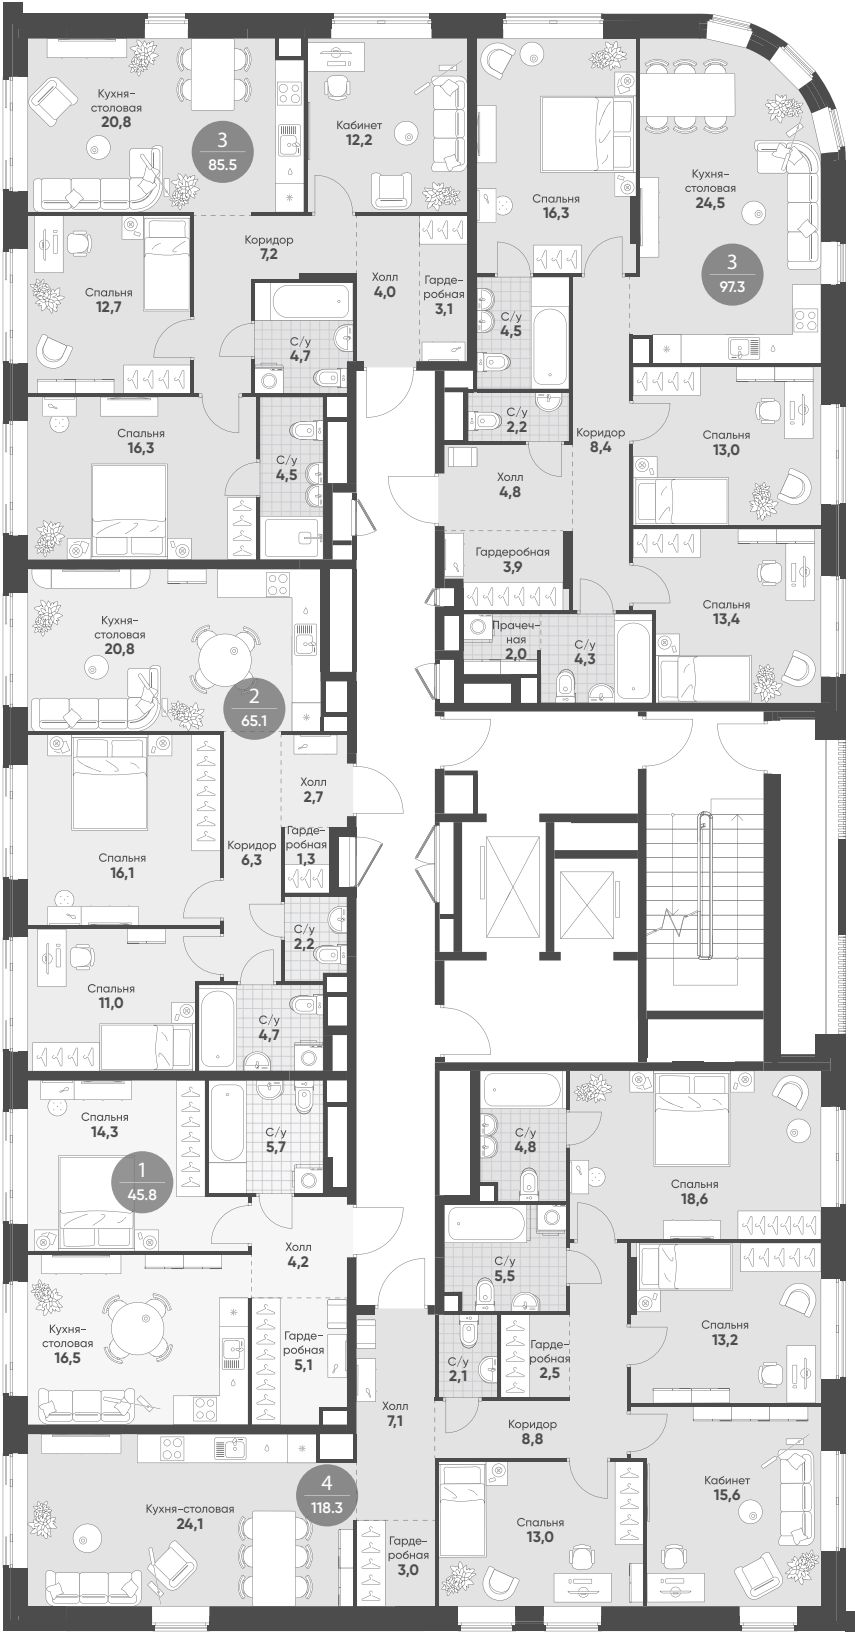 Кухня-
столовая
20,8
3
85.5
Кабинет
12,2
Спальня
16,3
Кухня-
столовая
24,5
3
97.3
Коридор
7,2
Холл
4,0
Гарде-
робная
3,1
Спальня
12,7
С/у
4,7
С/у
4,5
Спальня
16,3
С/у
4,5
С/у
2,2
Коридор
8,4
Спальня
13,0
Холл
4,8
Гардеробная
3,9
Спальня
13,4
Прачеч-
ная
2,0
С/у
4,3
Кухня-
столовая
20,8
2
65.1
Холл
2,7
Гарде-
робная
1,3
Коридор
6,3
Спальня
16,1
С/у
2,2
Спальня
11,0
С/у
4,7
Спальня
14,3
С/у
5,7
1
45.8
Холл
4,2
С/у
4,8
Спальня
18,6
С/у
5,5
Кухня-
столовая
16,5
Гарде-
робная
5,1
С/у
2,1
Гарде-
робная
2,5
Спальня
13,2
Холл
7,1
Коридор
8,8
4
118.3
Кухня-столовая
24,1
Гарде-
робная
3,0
Спальня
13,0
Кабинет
15,6